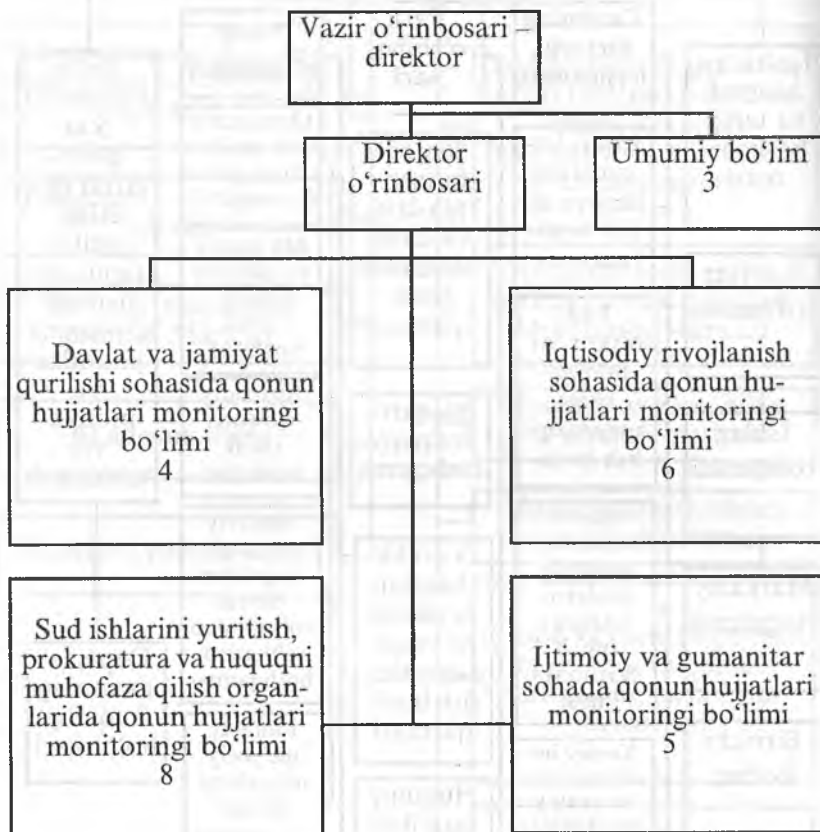 Vazir o‘rinbosari –
direktor
Direktor
o‘rinbosari
Umumiy bo‘lim
3
Davlat va jamiyat
qurilishi sohasida qonun
hujjatlari monitoringi
bo‘limi
4
Iqtisodiy rivojlanish
sohasida qonun hu-
jjatlari monitoringi
bo‘limi
6
Sud ishlarini yuritish,
prokuratura va huquqni
muhofaza qilish organ-
larida qonun hujjatlari
monitoringi bo‘limi
8
Ijtimoiy va gumanitar
sohada qonun hujjatlari
monitoringi bo‘limi
5